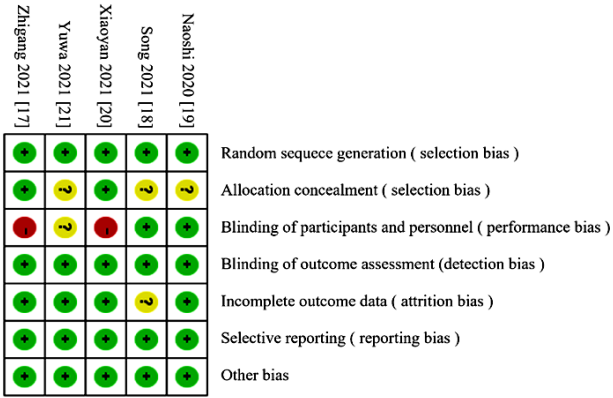 Zhigang 2021 [17]
Yuwa 2021 [21]
Xiaoyan 2021 [20]
Song 2021 [18]
Naoshi 2020 [19]
+ + + + + Random sequece generation ( selection bias )
+ ? + ? ? Allocation concealment ( selection bias )
- ? - + + Blinding of participants and personnel ( performance bias )
+ + + + + Blinding of outcome assessment (detection bias )
+ + + ? + Incomplete outcome data ( attrition bias )
+ + + + + Selective reporting ( reporting bias )
+ + + + + Other bias